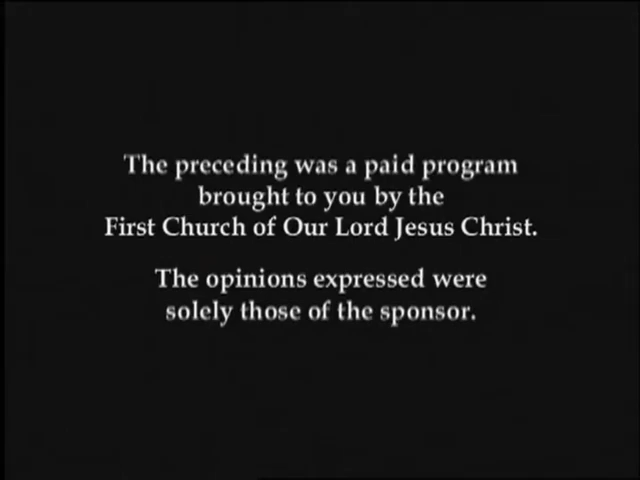 The preceding was a paid program
brought to you by the
First Church of Our Lord Jesus Christ.
The opinions expressed were
solely those of the sponsor.